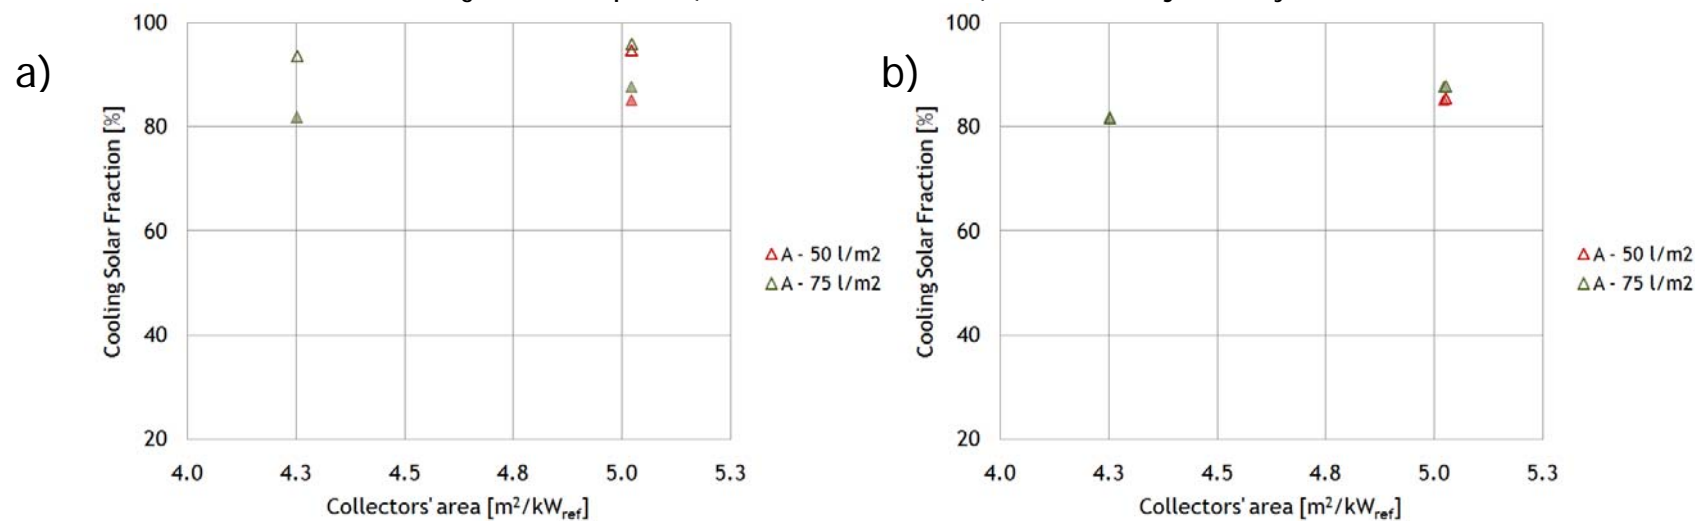 a)
100
80
60
40
20
Cooling Solar Fraction [%]
4.0 4.3 4.5 4.8 5.0 5.3
Collectors' area [m²/kWref]
A - 50 l/m2
A - 75 l/m2
b)
100
80
60
40
20
Cooling Solar Fraction [%]
4.0 4.3 4.5 4.8 5.0 5.3
Collectors' area [m²/kWref]
A - 50 l/m2
A - 75 l/m2